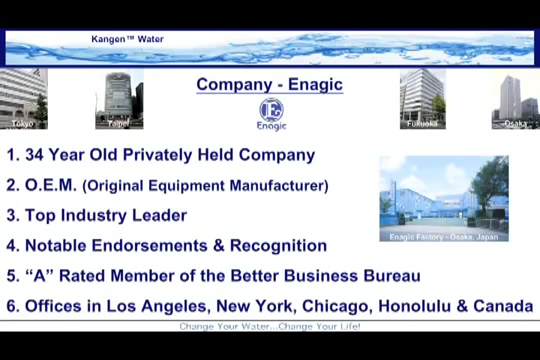 Kangen™ Water
Company - Enagic
Tokyo
Taipei
Enagic
Fukuoka
Osaka
1. 34 Year Old Privately Held Company
2. O.E.M. (Original Equipment Manufacturer)
3. Top Industry Leader
4. Notable Endorsements & Recognition
Enagic Factory - Osaka, Japan
5. “A” Rated Member of the Better Business Bureau
6. Offices in Los Angeles, New York, Chicago, Honolulu & Canada
Change Your Water...Change Your Life!